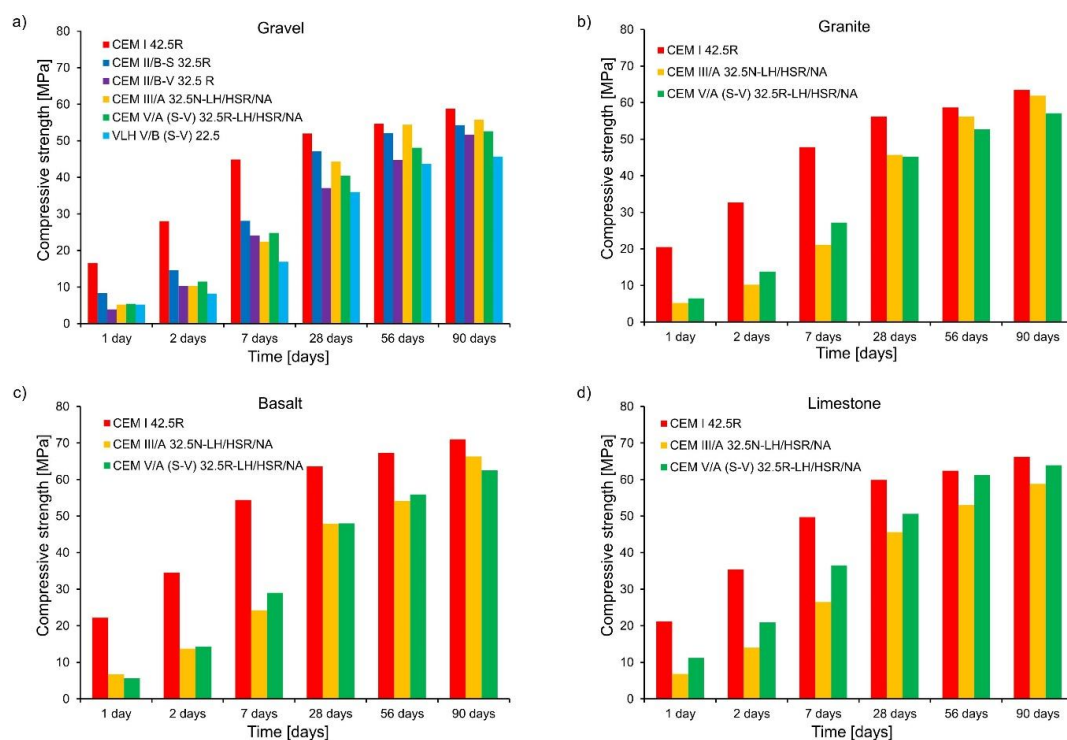 a)
Gravel
CEM I 42.5R
CEM II/B-S 32.5R
CEM II/B-V 32.5 R
CEM III/A 32.5N-LH/HSR/NA
CEM V/A (S-V) 32.5R-LH/HSR/NA
VLH V/B (S-V) 22.5
Compressive strength [MPa]
80
70
60
50
40
30
20
10
0
1 day 2 days 7 days 28 days 56 days 90 days
Time [days]
b)
Granite
CEM I 42.5R
CEM III/A 32.5N-LH/HSR/NA
CEM V/A (S-V) 32.5R-LH/HSR/NA
Compressive strength [MPa]
80
70
60
50
40
30
20
10
0
1 day 2 days 7 days 28 days 56 days 90 days
Time [days]
c)
Basalt
CEM I 42.5R
CEM III/A 32.5N-LH/HSR/NA
CEM V/A (S-V) 32.5R-LH/HSR/NA
Compressive strength [MPa]
80
70
60
50
40
30
20
10
0
1 day 2 days 7 days 28 days 56 days 90 days
Time [days]
d)
Limestone
CEM I 42.5R
CEM III/A 32.5N-LH/HSR/NA
CEM V/A (S-V) 32.5R-LH/HSR/NA
Compressive strength [MPa]
80
70
60
50
40
30
20
10
0
1 day 2 days 7 days 28 days 56 days 90 days
Time [days]